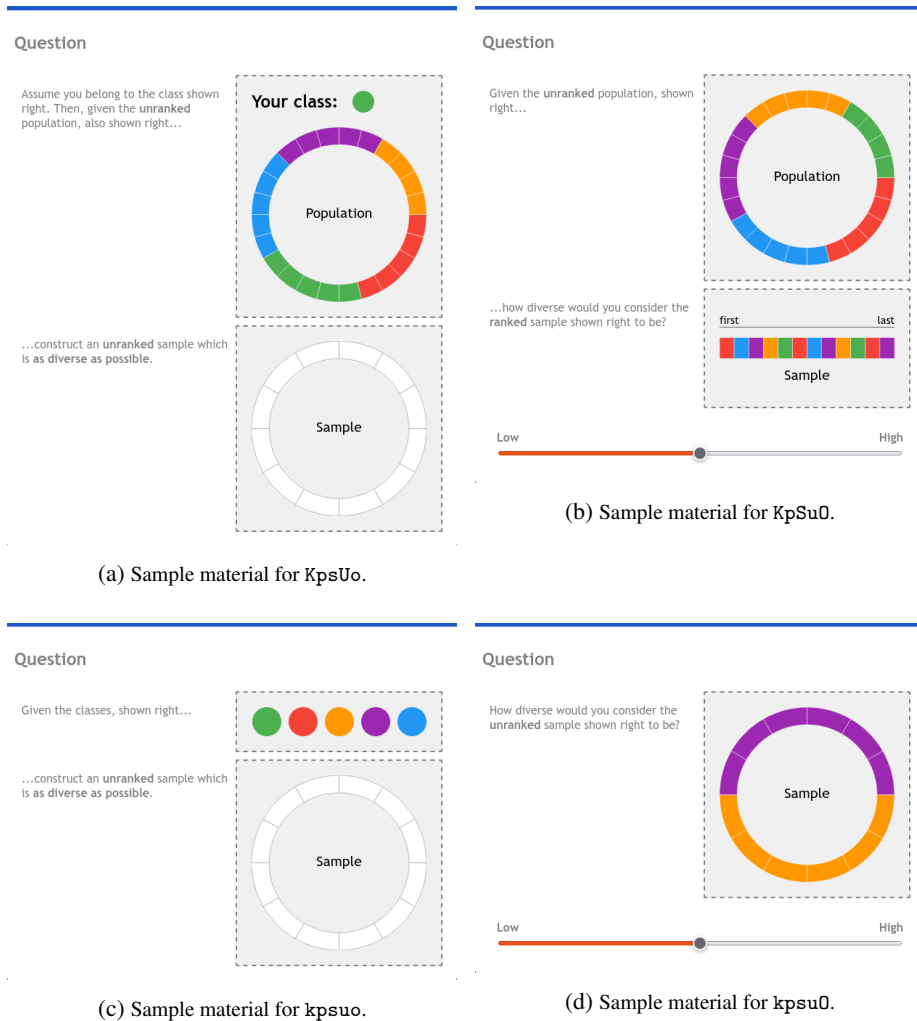 Question
Assume you belong to the class shown
right. Then, given the unranked
population, also shown right...
Your class:
Population
...construct an unranked sample which
is as diverse as possible.
Sample
(a) Sample material for KpsUo.
Question
Given the unranked population, shown
right...
Population
...how diverse would you consider the
ranked sample shown right to be?
first last
Sample
Low High
(b) Sample material for KpSuO.
Question
Given the classes, shown right...
...construct an unranked sample which
is as diverse as possible.
Sample
(c) Sample material for kpsuo.
Question
How diverse would you consider the
unranked sample shown right to be?
Sample
Low High
(d) Sample material for kpsuO.